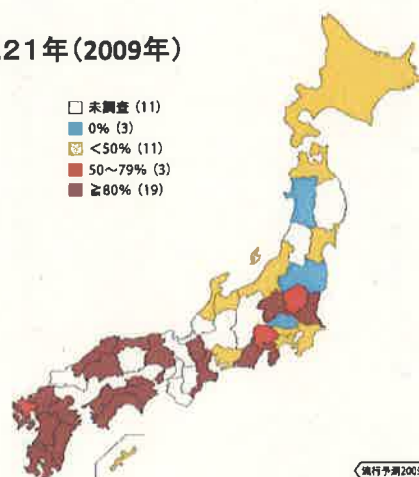 21年(2009年)
未調査 (11)
0% (3)
<50% (11)
50～79% (3)
≧80% (19)
流行予測200